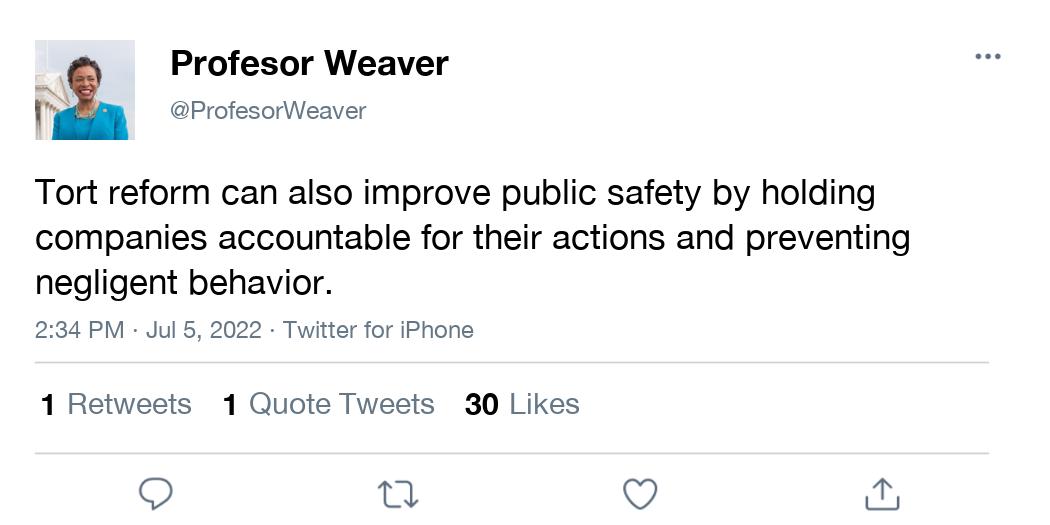 Profesor Weaver
@ProfesorWeaver
Tort reform can also improve public safety by holding
companies accountable for their actions and preventing
negligent behavior.
2:34 PM · Jul 5, 2022 · Twitter for iPhone
1 Retweets 1 Quote Tweets 30 Likes